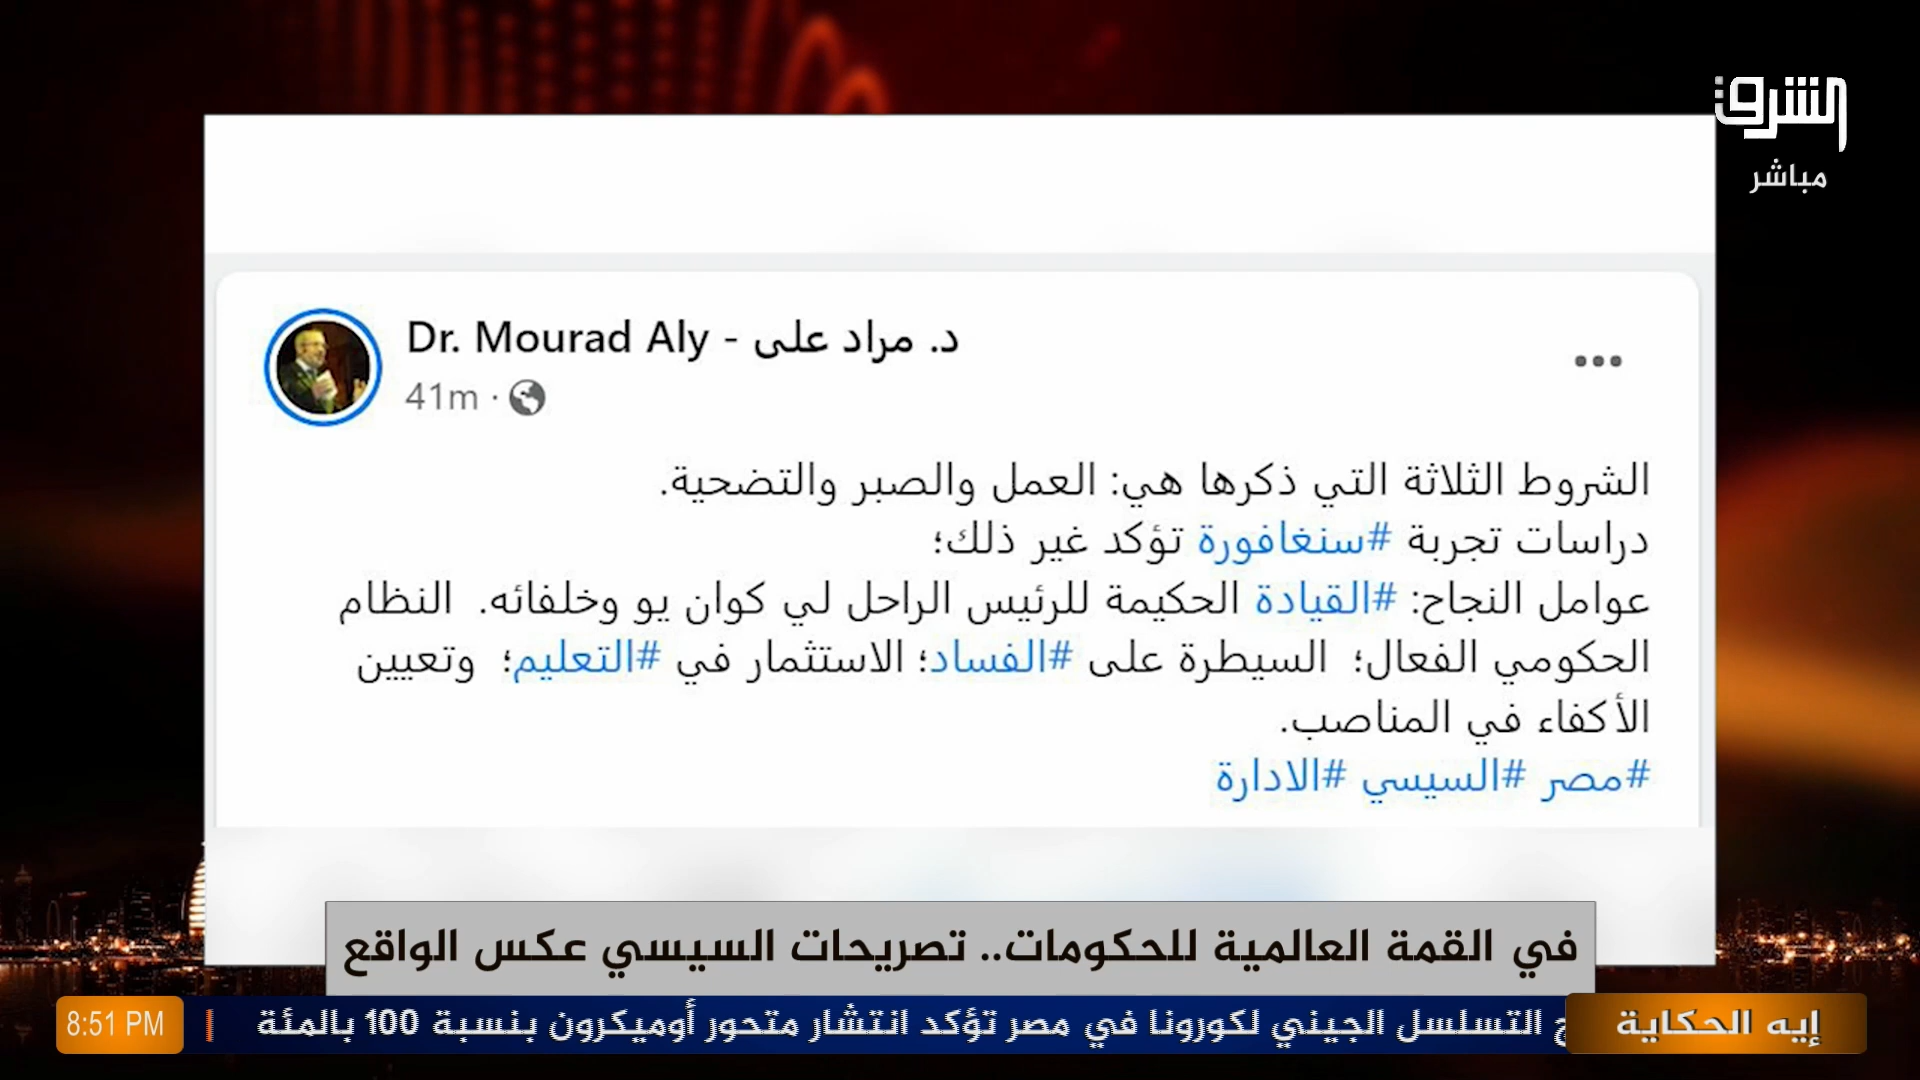 الشرق
مباشر
Dr. Mourad Aly - د. مراد على
41m ·
الشروط الثلاثة التي ذكرها هي: العمل والصبر والتضحية.
دراسات تجربة #سنغافورة تؤكد غير ذلك؛
عوامل النجاح: #القيادة الحكيمة للرئيس الراحل لي كوان يو وخلفائه. النظام
الحكومي الفعال؛ السيطرة على #الفساد؛ الاستثمار في #التعليم؛ وتعيين
الأكفاء في المناصب.
#مصر #السيسي #الادارة
في القمة العالمية للحكومات.. تصريحات السيسي عكس الواقع
إيه الحكاية
التسلسل الجيني لكورونا في مصر تؤكد انتشار متحور أوميكرون بنسبة 100 بالمئة |
8:51 PM